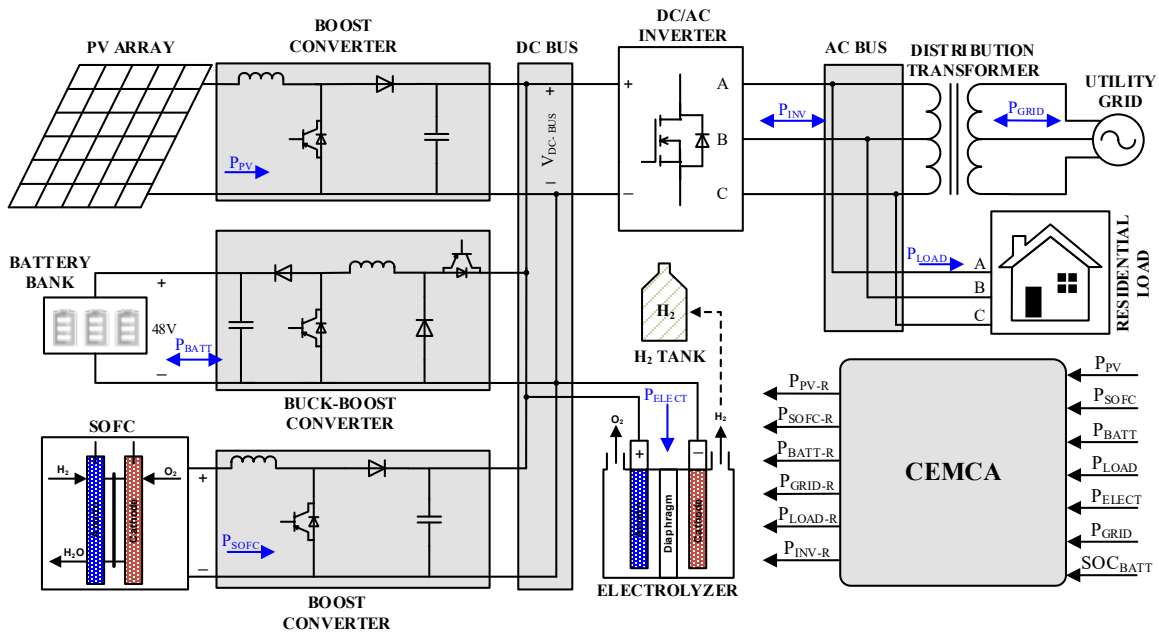 PV ARRAY
BOOST
CONVERTER
DC BUS
DC/AC
INVERTER
AC BUS
DISTRIBUTION
TRANSFORMER
UTILITY
GRID
P_PV
+
V_DC-BUS
−
+
−
A
B
C
P_INV
P_GRID
BATTERY
BANK
+
48V
−
P_BATT
BUCK-BOOST
CONVERTER
H₂
H₂ TANK
P_LOAD
A
B
C
RESIDENTIAL
LOAD
SOFC
H₂
O₂
H₂O
Cathode
+
−
P_SOFC
BOOST
CONVERTER
P_ELECT
O₂
H₂
+
−
Diaphragm
Cathode
ELECTROLYZER
P_PV-R
P_SOFC-R
P_BATT-R
P_GRID-R
P_LOAD-R
P_INV-R
CEMCA
P_PV
P_SOFC
P_BATT
P_LOAD
P_ELECT
P_GRID
SOC_BATT